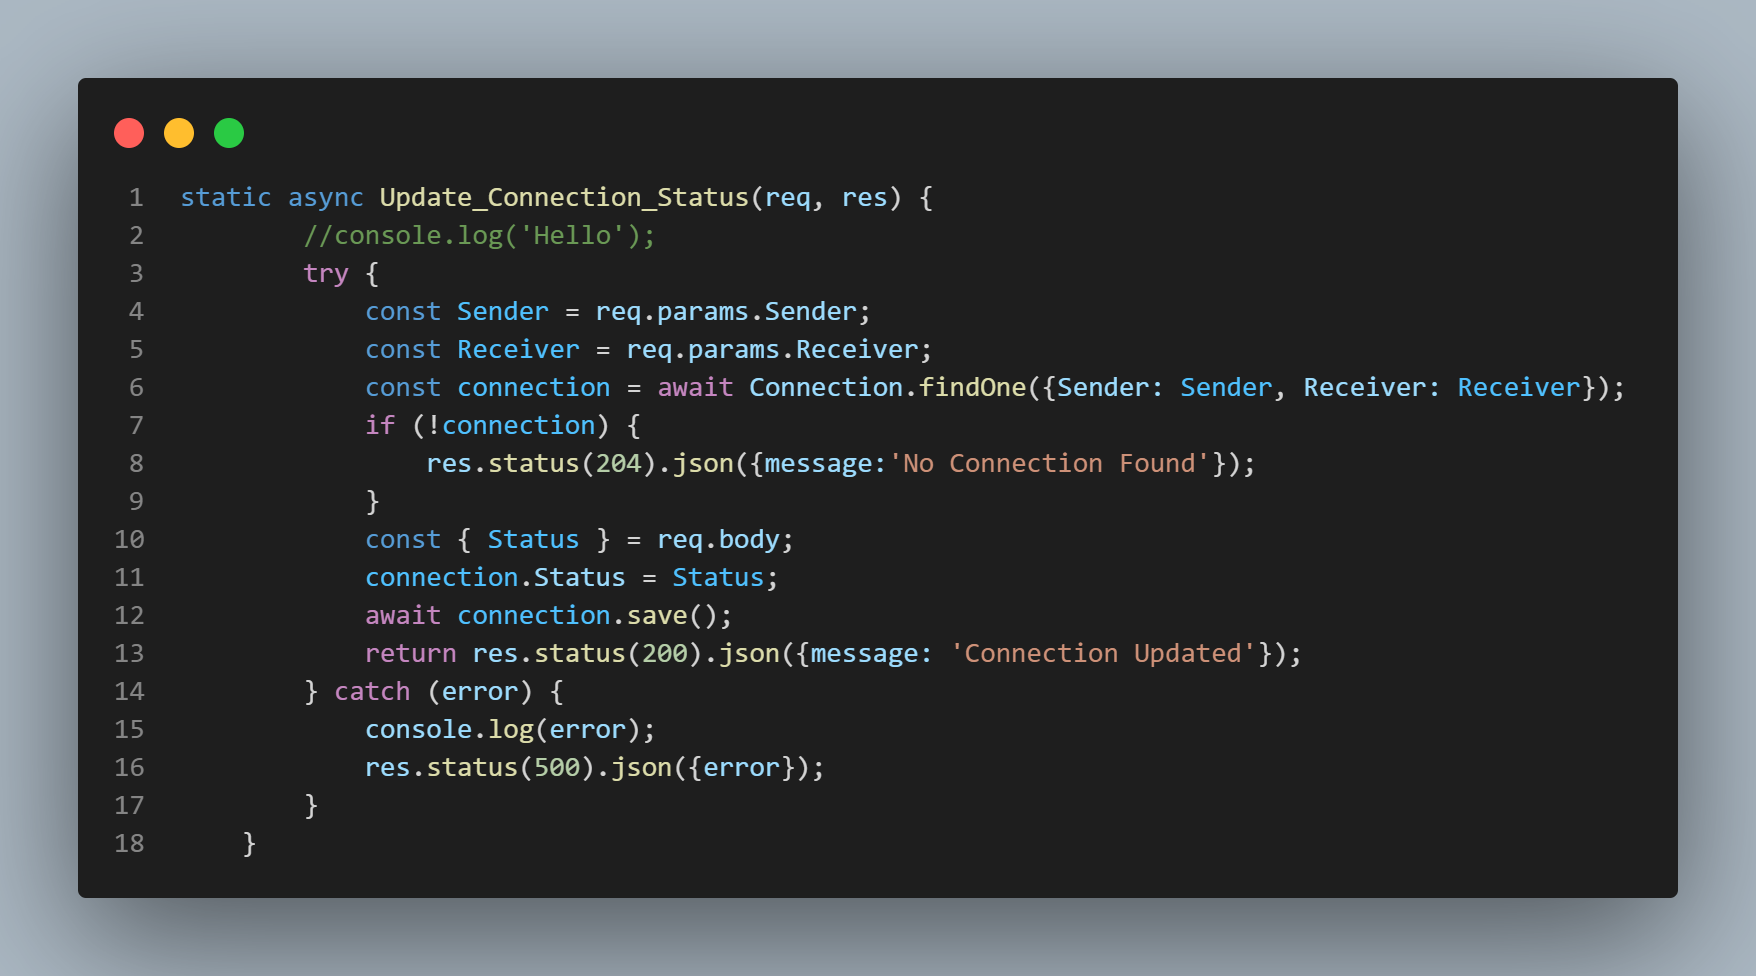 1 static async Update_Connection_Status(req, res) {
2         //console.log('Hello');
3         try {
4             const Sender = req.params.Sender;
5             const Receiver = req.params.Receiver;
6             const connection = await Connection.findOne({Sender: Sender, Receiver: Receiver});
7             if (!connection) {
8                 res.status(204).json({message:'No Connection Found'});
9             }
10             const { Status } = req.body;
11             connection.Status = Status;
12             await connection.save();
13             return res.status(200).json({message: 'Connection Updated'});
14         } catch (error) {
15             console.log(error);
16             res.status(500).json({error});
17         }
18     }